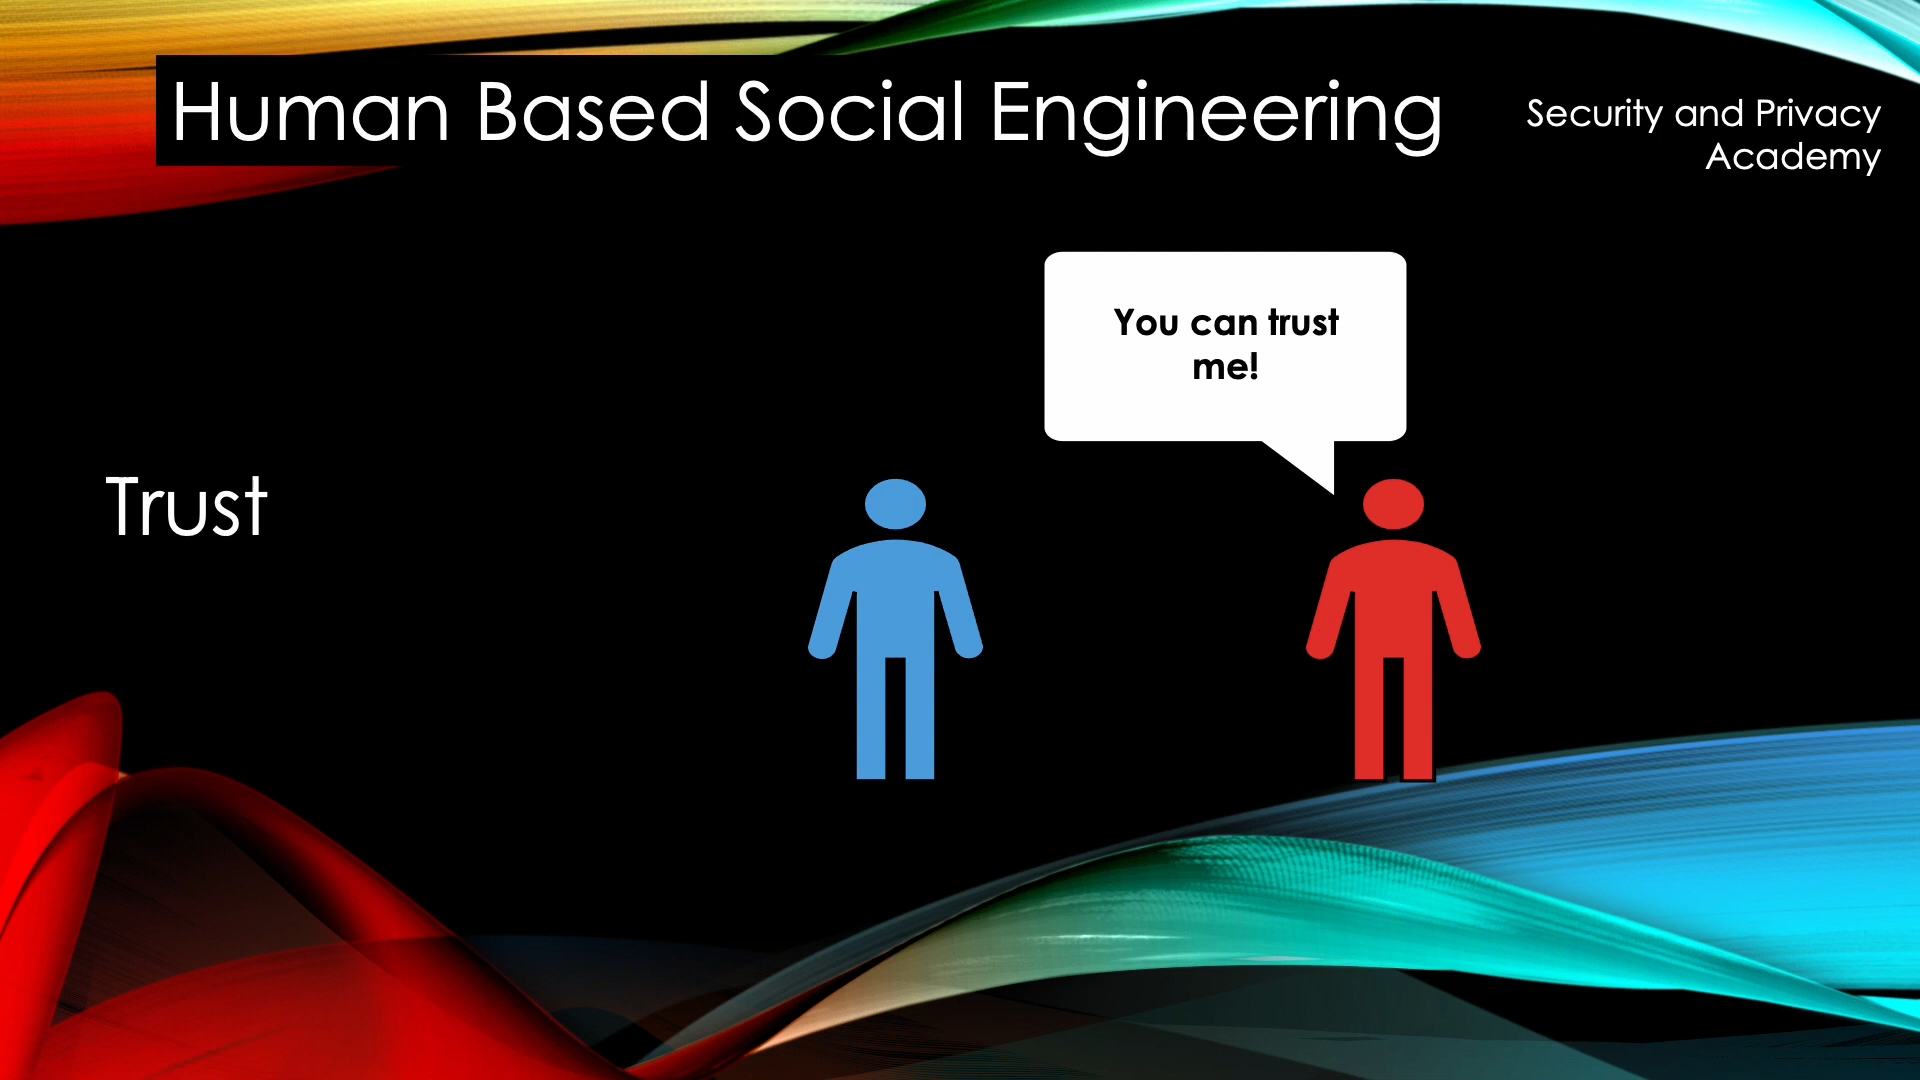 Human Based Social Engineering
Security and Privacy
Academy
You can trust
me!
Trust